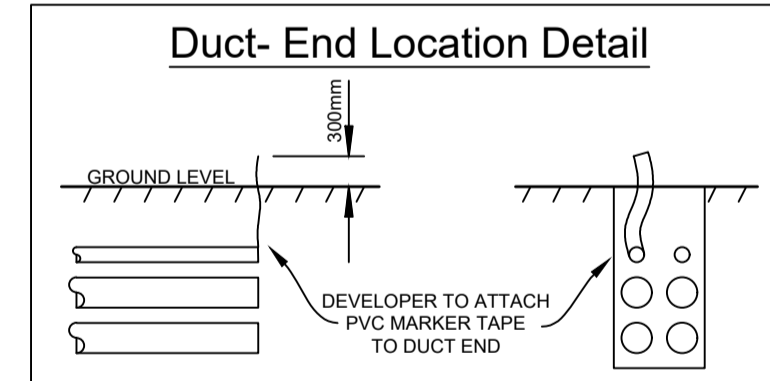 Duct- End Location Detail
300mm
GROUND LEVEL
DEVELOPER TO ATTACH
PVC MARKER TAPE
TO DUCT END